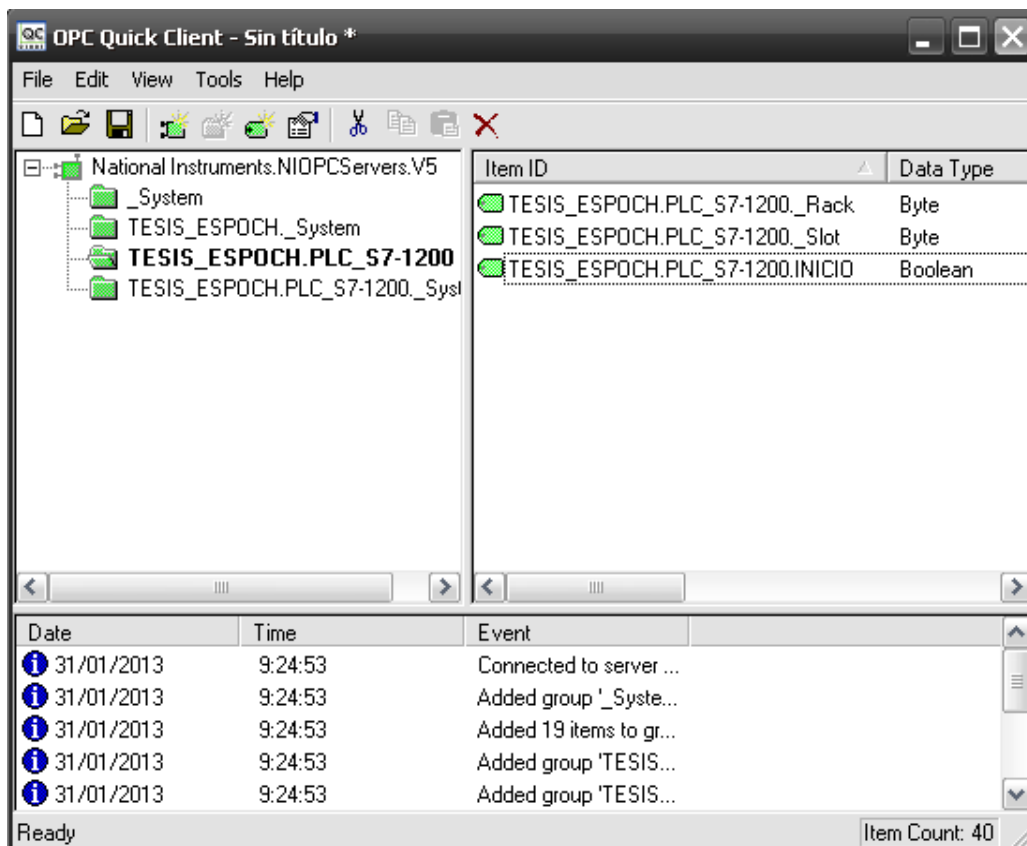 OPC Quick Client - Sin título *
File Edit View Tools Help
National Instruments.NIOPCServers.V5
_System
TESIS_ESPOCH._System
TESIS_ESPOCH.PLC_S7-1200
TESIS_ESPOCH.PLC_S7-1200._Syst
Item ID Data Type
TESIS_ESPOCH.PLC_S7-1200._Rack Byte
TESIS_ESPOCH.PLC_S7-1200._Slot Byte
TESIS_ESPOCH.PLC_S7-1200.INICIO Boolean
Date Time Event
31/01/2013 9:24:53 Connected to server ...
31/01/2013 9:24:53 Added group '_Syste...
31/01/2013 9:24:53 Added 19 items to gr...
31/01/2013 9:24:53 Added group 'TESIS...
31/01/2013 9:24:53 Added group 'TESIS...
Ready Item Count: 40